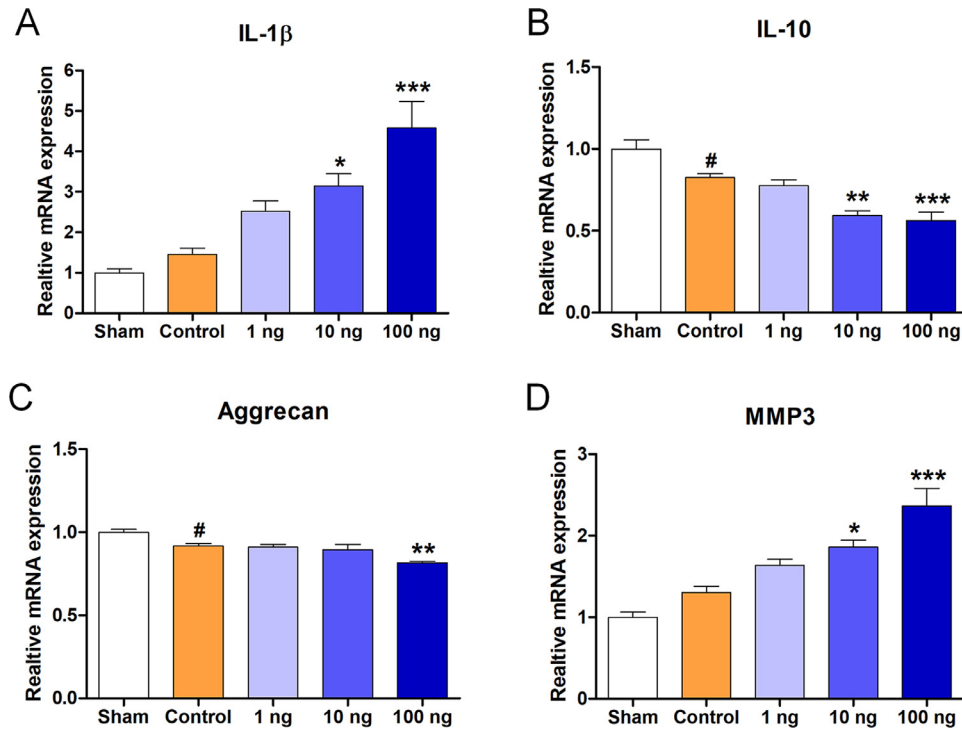 A
IL-1β
Realtive mRNA expression
6
5
4
3
2
1
0
*
***
Sham Control 1 ng 10 ng 100 ng
B
IL-10
Realtive mRNA expression
1.5
1.0
0.5
0.0
#
**
***
Sham Control 1 ng 10 ng 100 ng
C
Aggrecan
Realtive mRNA expression
1.5
1.0
0.5
0.0
#
**
Sham Control 1 ng 10 ng 100 ng
D
MMP3
Realtive mRNA expression
3
2
1
0
*
***
Sham Control 1 ng 10 ng 100 ng